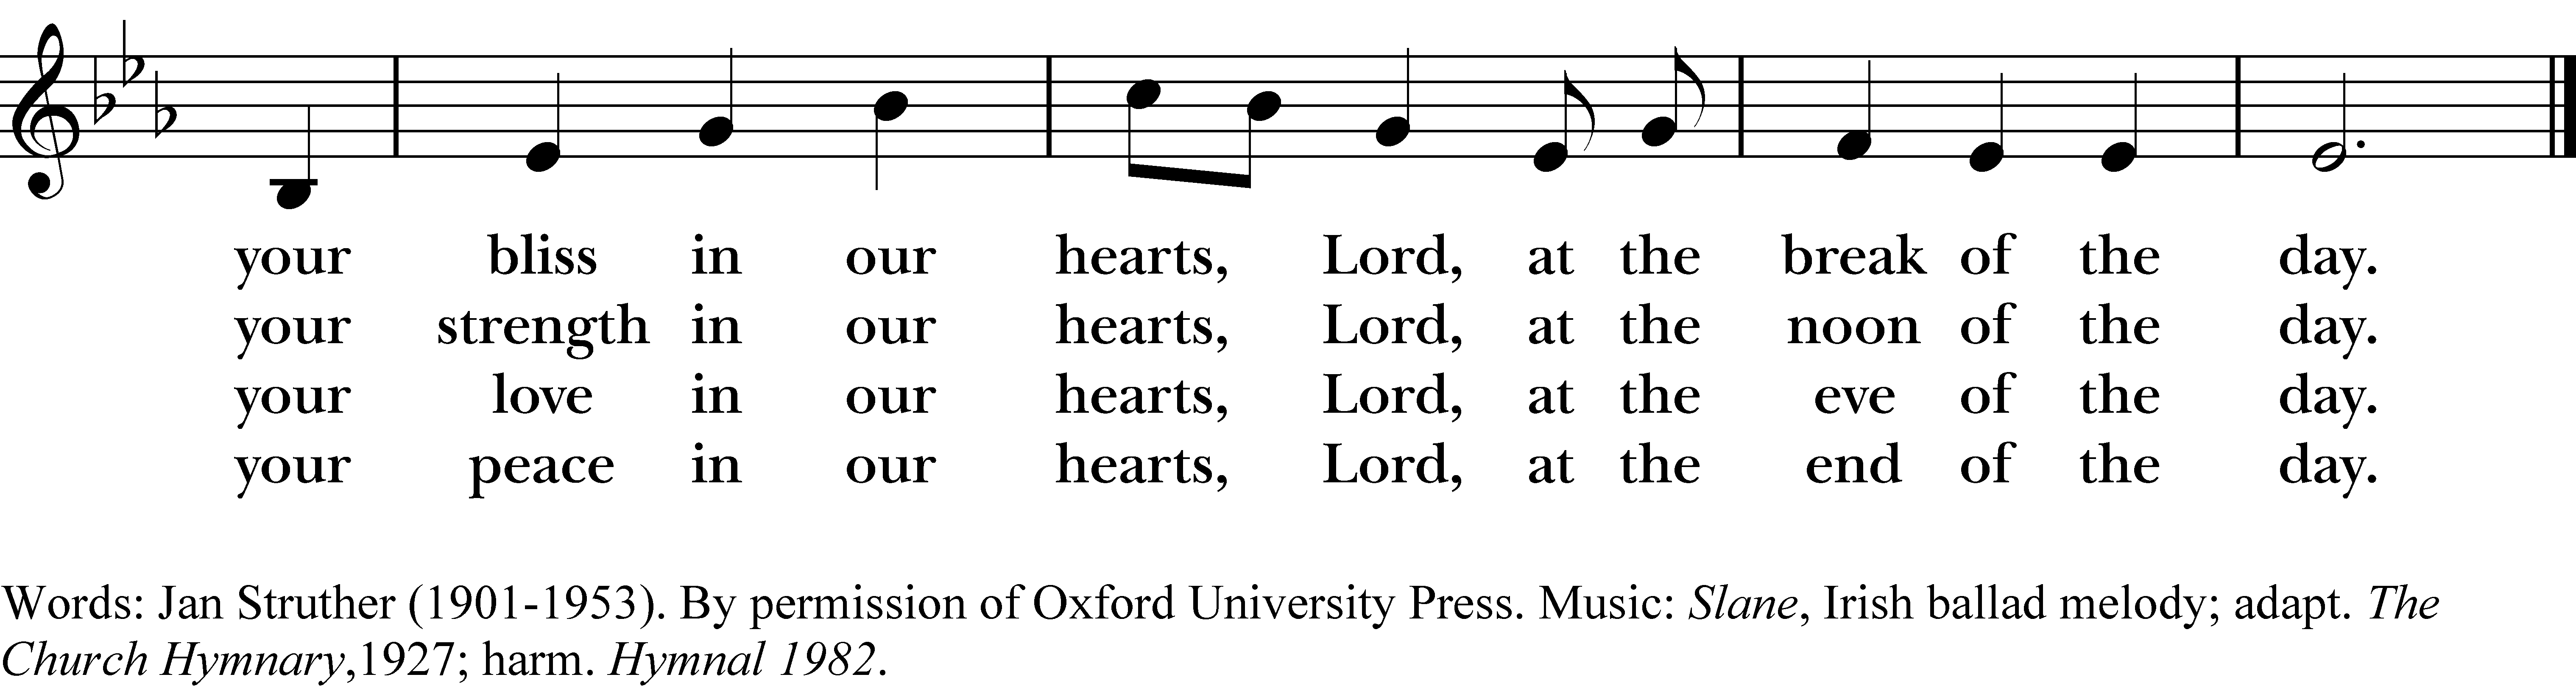 your bliss in our hearts, Lord, at the break of the day.
your strength in our hearts, Lord, at the noon of the day.
your love in our hearts, Lord, at the eve of the day.
your peace in our hearts, Lord, at the end of the day.
Words: Jan Struther (1901-1953). By permission of Oxford University Press. Music: Slane, Irish ballad melody; adapt. The
Church Hymnary,1927; harm. Hymnal 1982.